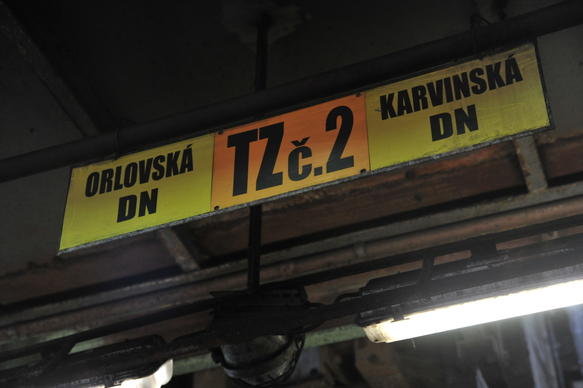 ORLOVSKÁ
DN
TZč.2
KARVINSKÁ
DN